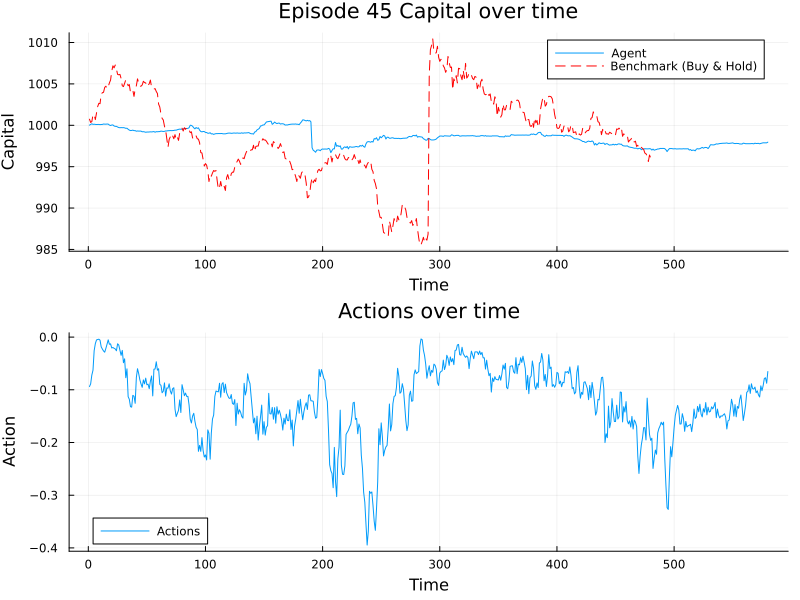 Episode 45 Capital over time
Capital
1010
1005
1000
995
990
985
Agent
Benchmark (Buy & Hold)
0 100 200 300 400 500
Time
Actions over time
Action
0.0
−0.1
−0.2
−0.3
−0.4
Actions
0 100 200 300 400 500
Time